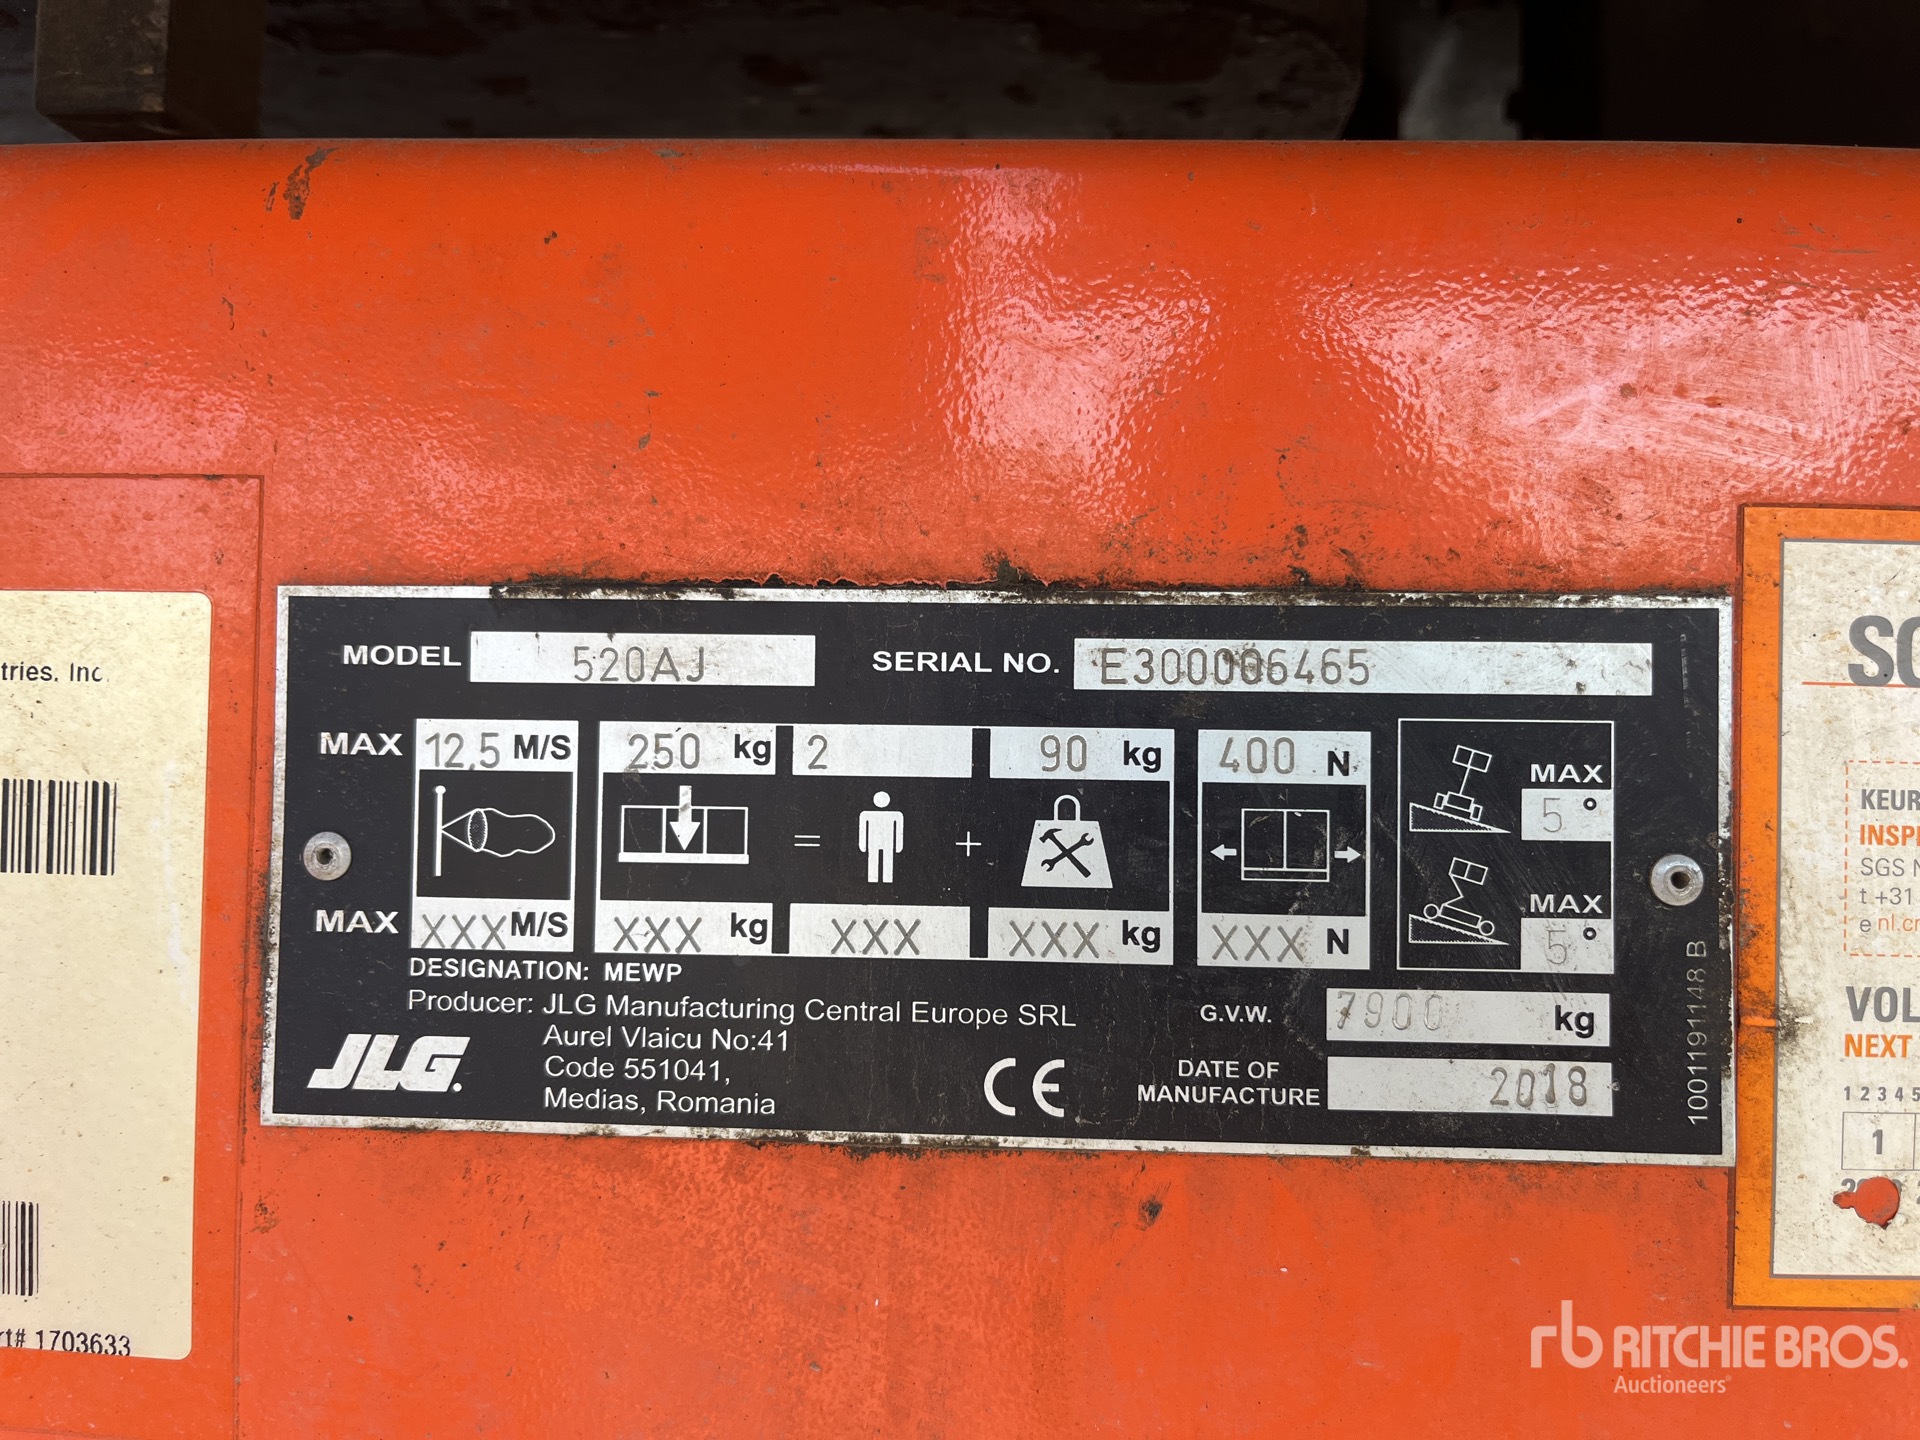 tries, Inc
rt# 1703633
MODEL 520AJ SERIAL NO. E300006465
MAX 12,5 M/S 250 kg 2 90 kg 400 N MAX 5°
= +
MAX XXX M/S XXX kg XXX XXX kg XXX N MAX 5°
DESIGNATION: MEWP
Producer: JLG Manufacturing Central Europe SRL
Aurel Vlaicu No:41
Code 551041,
Medias, Romania
JLG.
CE
G.V.W. 7900 kg
DATE OF
MANUFACTURE 2018
1001191148 B
KEUR
INSP
SGS N
t +31
e nl.cr
VOL
NEXT
1 2 3 4 5
1
rb RITCHIE BROS.
Auctioneers